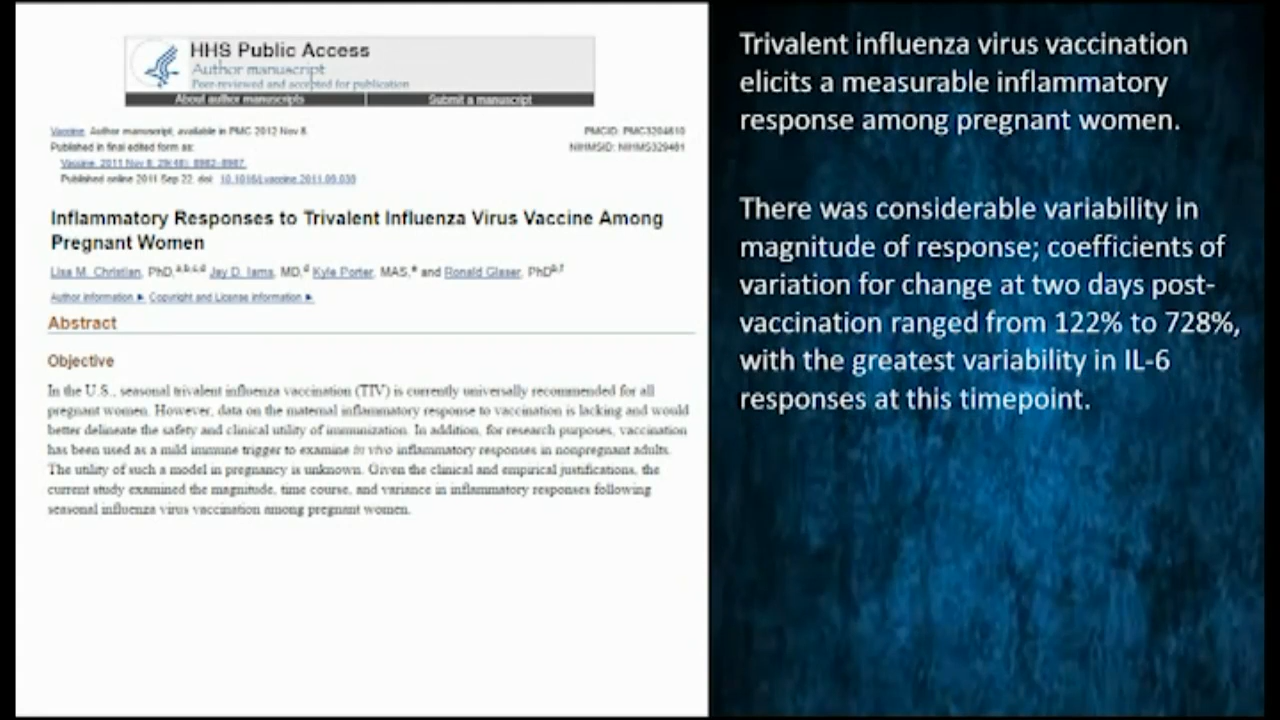 HHS Public Access
Author manuscript
Peer-reviewed and accepted for publication
About author manuscripts
Submit a manuscript
Vaccine. Author manuscript; available in PMC 2012 Nov 8.
PMCID: PMC3204610
Published in final edited form as:
NIHMSID: NIHMS329481
Vaccine. 2011 Nov 8; 29(48): 8982–8987.
Published online 2011 Sep 22. doi: 10.1016/j.vaccine.2011.09.039
Inflammatory Responses to Trivalent Influenza Virus Vaccine Among
Pregnant Women
Lisa M. Christian, PhD,a,b,c,d Jay D. Iams, MD,d Kyle Porter, MAS,e and Ronald Glaser, PhDb,f
Author information ► Copyright and License information ►
Abstract
Objective
In the U.S., seasonal trivalent influenza vaccination (TIV) is currently universally recommended for all
pregnant women. However, data on the maternal inflammatory response to vaccination is lacking and would
better delineate the safety and clinical utility of immunization. In addition, for research purposes, vaccination
has been used as a mild immune trigger to examine in vivo inflammatory responses in nonpregnant adults.
The utility of such a model in pregnancy is unknown. Given the clinical and empirical justifications, the
current study examined the magnitude, time course, and variance in inflammatory responses following
seasonal influenza virus vaccination among pregnant women.
Trivalent influenza virus vaccination
elicits a measurable inflammatory
response among pregnant women.
There was considerable variability in
magnitude of response; coefficients of
variation for change at two days post-
vaccination ranged from 122% to 728%,
with the greatest variability in IL-6
responses at this timepoint.